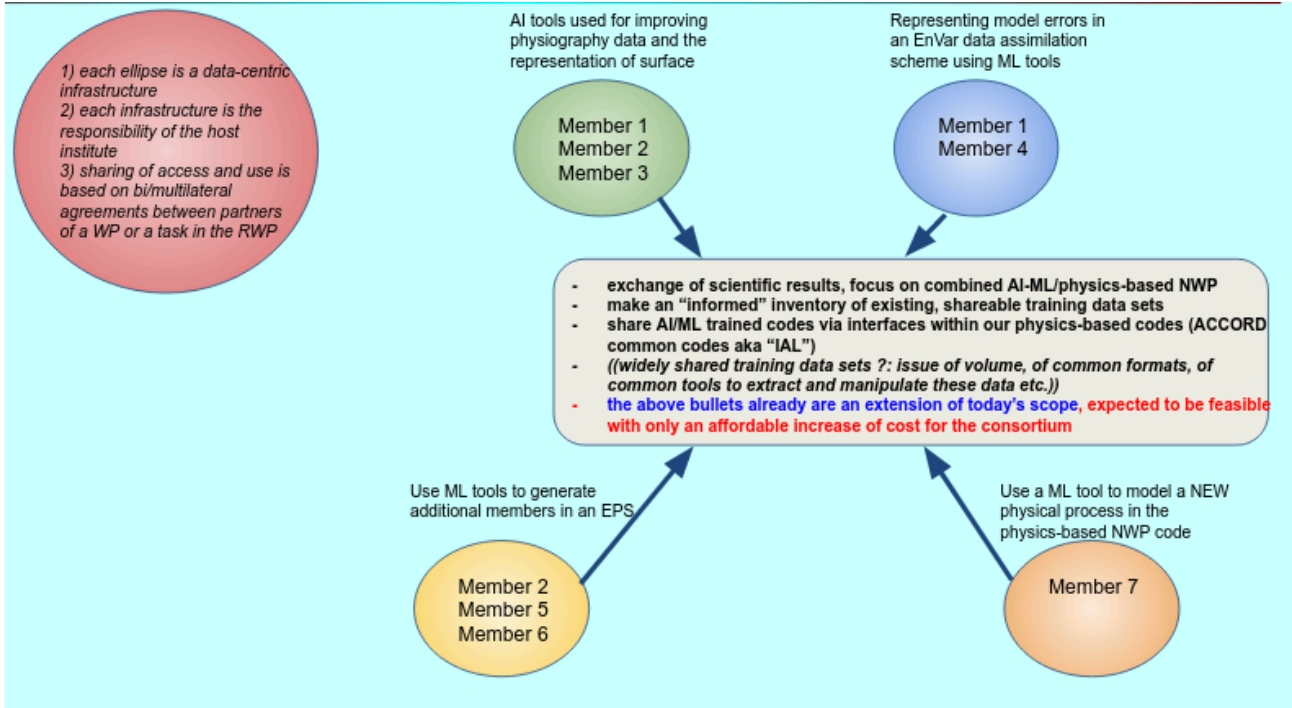 1) each ellipse is a data-centric
infrastructure
2) each infrastructure is the
responsibility of the host
institute
3) sharing of access and use is
based on bi/multilateral
agreements between partners
of a WP or a task in the RWP
AI tools used for improving
physiography data and the
representation of surface
Member 1
Member 2
Member 3
Representing model errors in
an EnVar data assimilation
scheme using ML tools
Member 1
Member 4
- exchange of scientific results, focus on combined AI-ML/physics-based NWP
- make an “informed” inventory of existing, shareable training data sets
- share AI/ML trained codes via interfaces within our physics-based codes (ACCORD
common codes aka “IAL”)
- ((widely shared training data sets ?: issue of volume, of common formats, of
common tools to extract and manipulate these data etc.))
- the above bullets already are an extension of today’s scope, expected to be feasible
with only an affordable increase of cost for the consortium
Use ML tools to generate
additional members in an EPS
Member 2
Member 5
Member 6
Use a ML tool to model a NEW
physical process in the
physics-based NWP code
Member 7